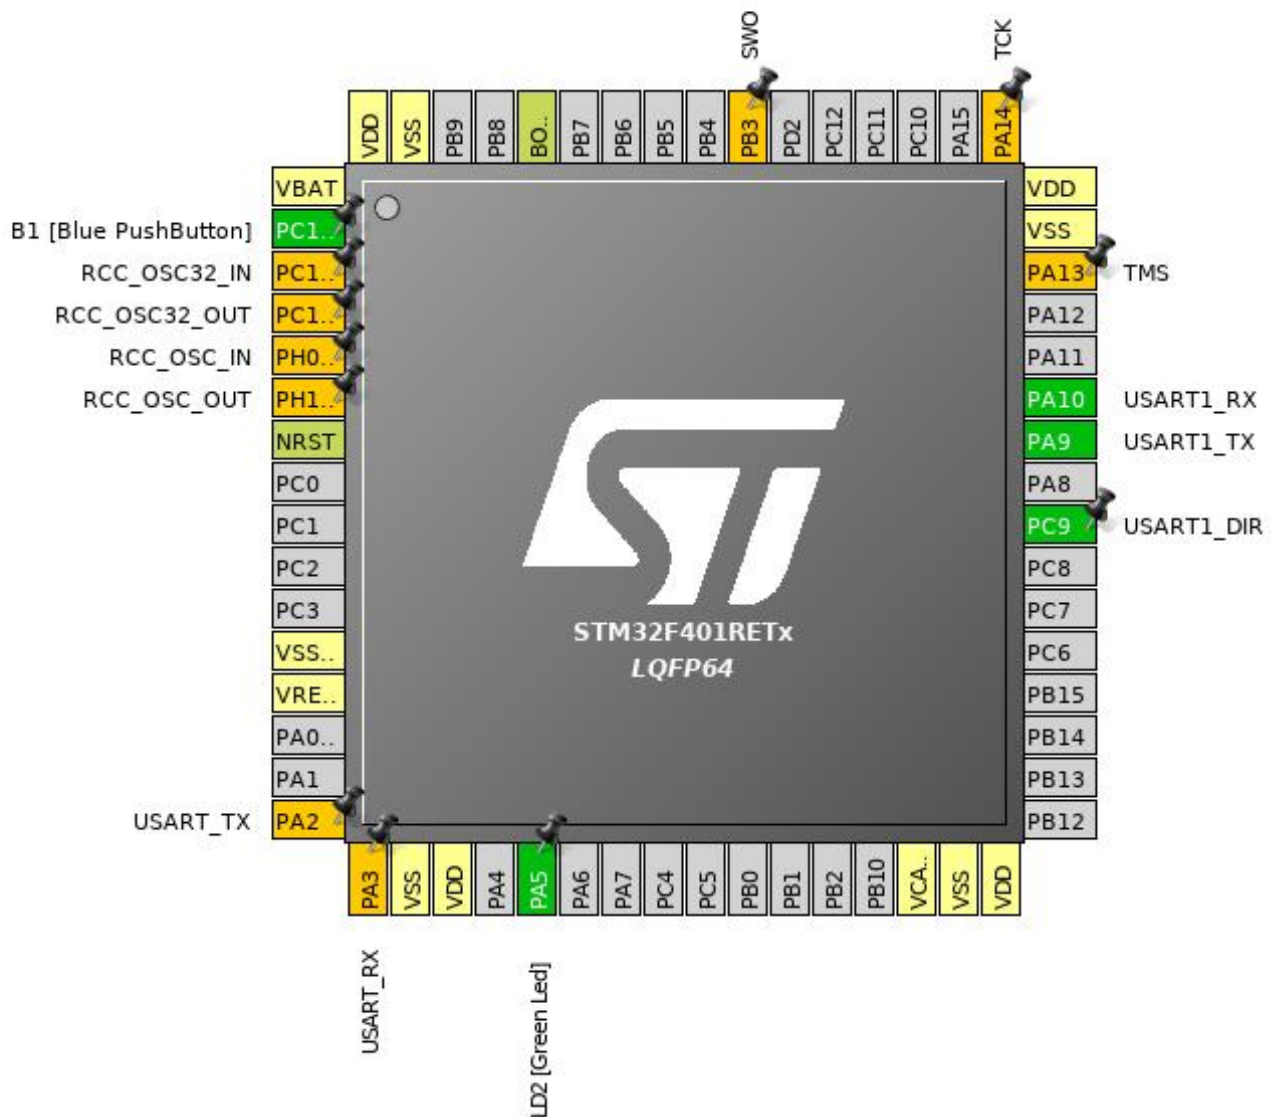 SWO
TCK
VDD
VSS
PB9
PB8
BO..
PB7
PB6
PB5
PB4
PB3
PD2
PC12
PC11
PC10
PA15
PA14
VBAT
B1 [Blue PushButton]
PC1..
RCC_OSC32_IN
PC1..
RCC_OSC32_OUT
PC1..
RCC_OSC_IN
PH0..
RCC_OSC_OUT
PH1..
NRST
PC0
PC1
PC2
PC3
VSS..
VRE..
PA0..
PA1
USART_TX
PA2
VDD
VSS
PA13
TMS
PA12
PA11
PA10
USART1_RX
PA9
USART1_TX
PA8
PC9
USART1_DIR
PC8
PC7
PC6
PB15
PB14
PB13
PB12
ST
STM32F401RETx
LQFP64
PA3
VSS
VDD
PA4
PA5
PA6
PA7
PC4
PC5
PB0
PB1
PB2
PB10
VCA..
VSS
VDD
USART_RX
LD2 [Green Led]